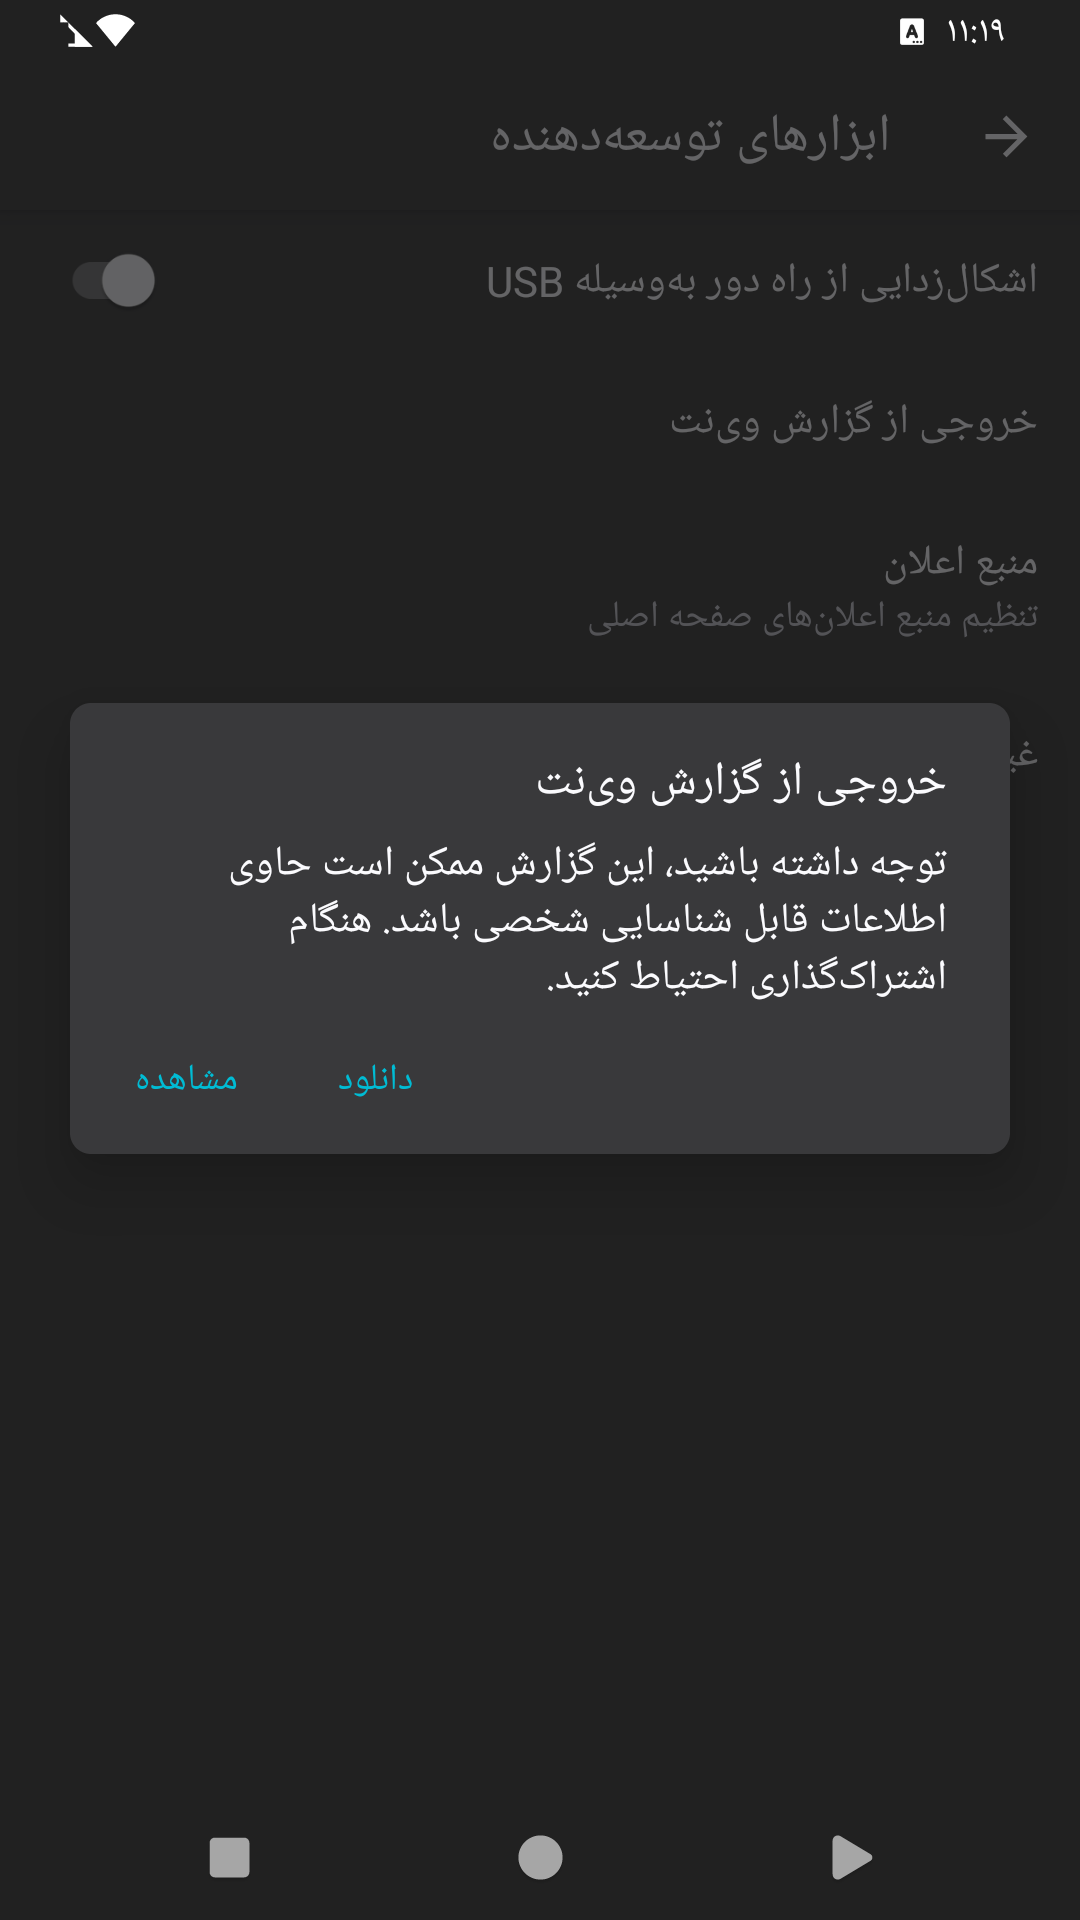 ۱۱:۱۹
ابزارهای توسعه‌دهنده
اشکال‌زدایی از راه دور به‌وسیله USB
خروجی از گزارش وی‌نت
منبع اعلان
تنظیم منبع اعلان‌های صفحه اصلی
خروجی از گزارش وی‌نت
توجه داشته باشید، این گزارش ممکن است حاوی
اطلاعات قابل شناسایی شخصی باشد. هنگام
اشتراک‌گذاری احتیاط کنید.
دانلود
مشاهده